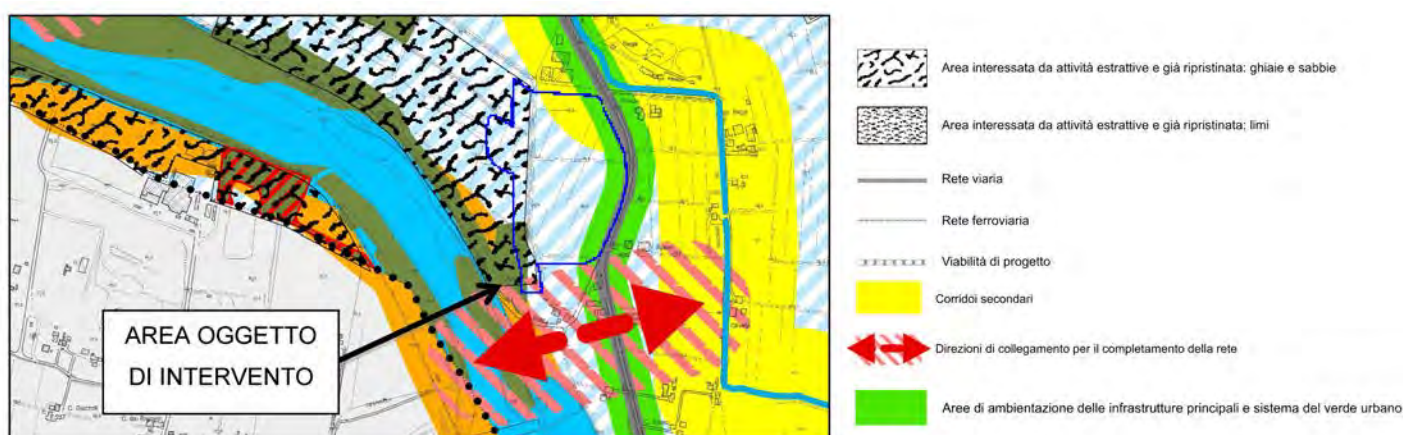 AREA OGGETTO
DI INTERVENTO
Area interessata da attività estrattive e già ripristinata: ghiaie e sabbie
Area interessata da attività estrattive e già ripristinata: limi
Rete viaria
Rete ferroviaria
Viabilità di progetto
Corridoi secondari
Direzioni di collegamento per il completamento della rete
Aree di ambientazione delle infrastrutture principali e sistema del verde urbano